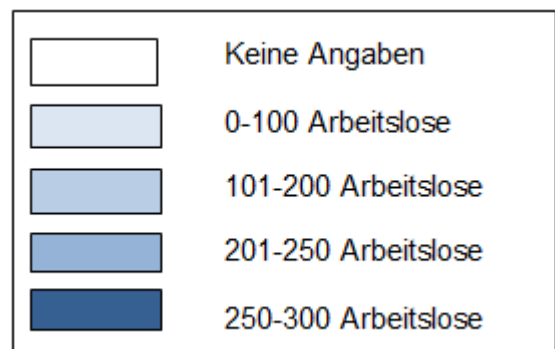 Keine Angaben
0-100 Arbeitslose
101-200 Arbeitslose
201-250 Arbeitslose
250-300 Arbeitslose